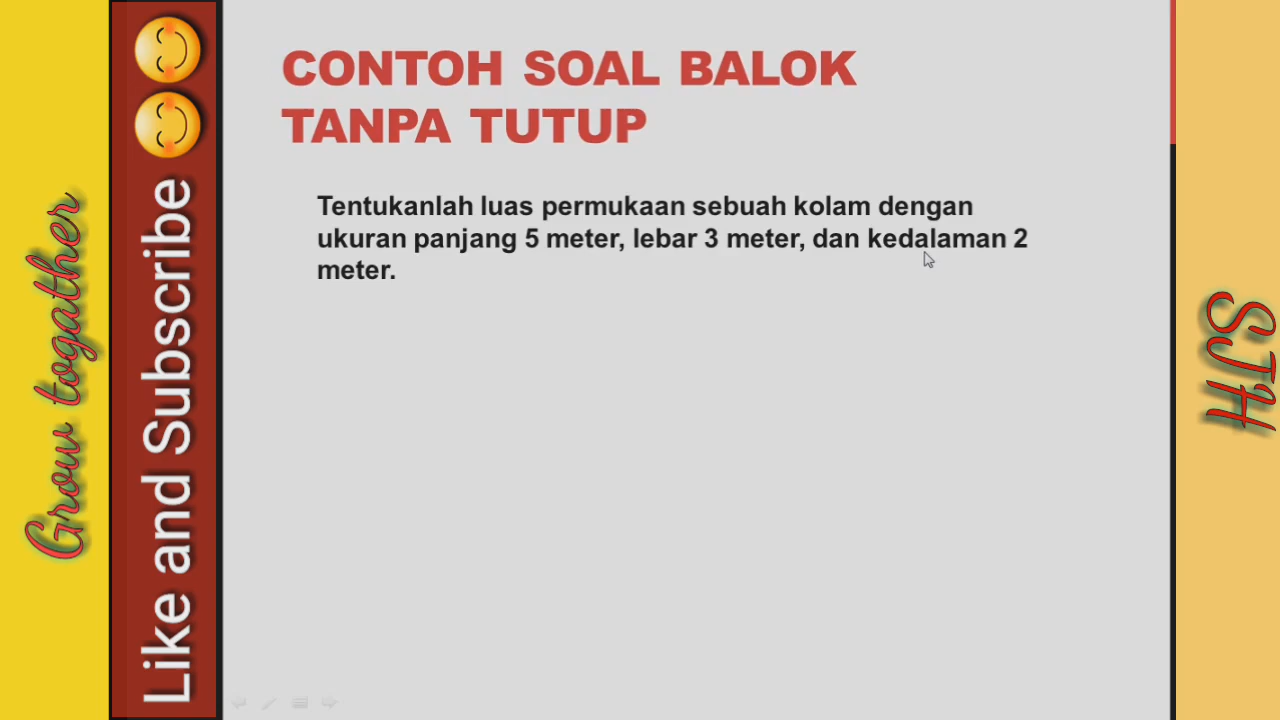 Grow togather
Like and Subscribe
CONTOH SOAL BALOK
TANPA TUTUP
Tentukanlah luas permukaan sebuah kolam dengan
ukuran panjang 5 meter, lebar 3 meter, dan kedalaman 2
meter.
SJH